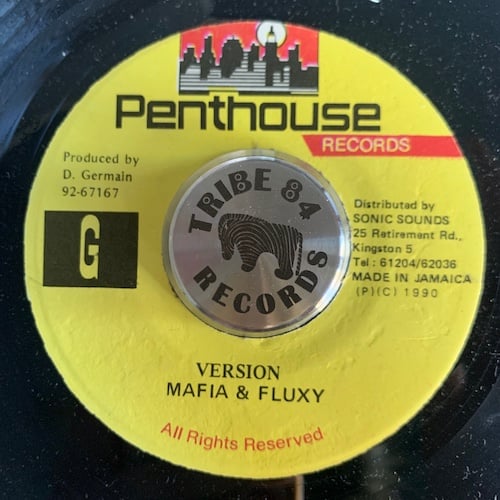 Penthouse
RECORDS
Produced by
D. Germain
92-67167
G
TRIBE 84
RECORDS
Distributed by
SONIC SOUNDS
25 Retirement Rd.,
Kingston 5.
Tel: 61204/62036
MADE IN JAMAICA
(P)(C) 1990
VERSION
MAFIA & FLUXY
All Rights Reserved